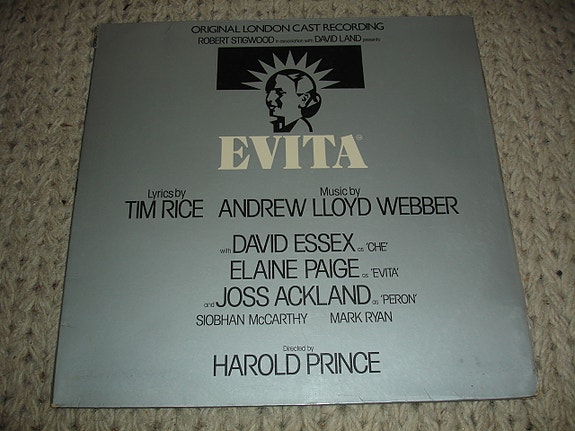 ORIGINAL LONDON CAST RECORDING
ROBERT STIGWOOD in association with DAVID LAND presents
EVITA®
Lyrics by Music by
TIM RICE ANDREW LLOYD WEBBER
with DAVID ESSEX as 'CHE'
ELAINE PAIGE as 'EVITA'
and JOSS ACKLAND as 'PERON'
SIOBHAN McCARTHY MARK RYAN
Directed by
HAROLD PRINCE